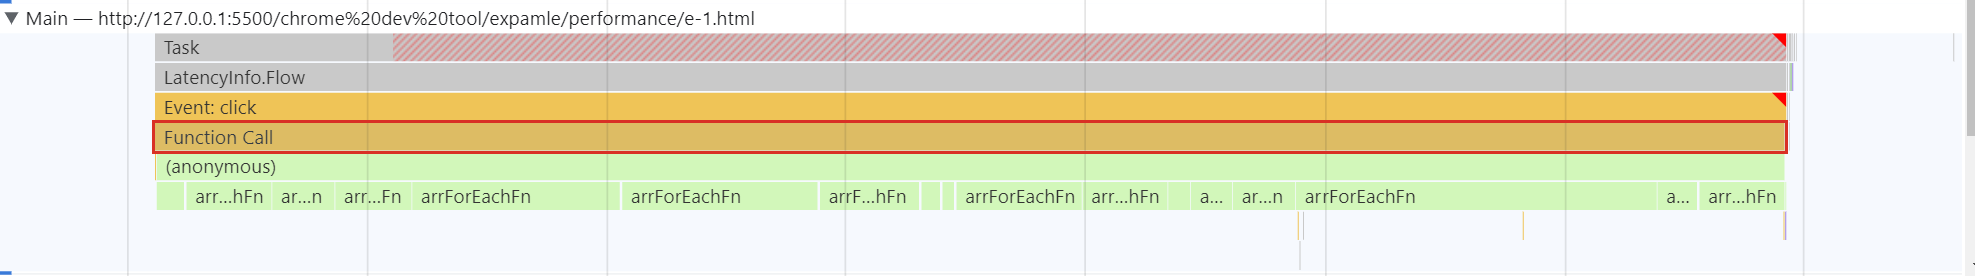 ▼ Main — http://127.0.0.1:5500/chrome%20dev%20tool/expamle/performance/e-1.html
Task
LatencyInfo.Flow
Event: click
Function Call
(anonymous)
arr...hFn ar...n arr...Fn arrForEachFn arrForEachFn arrF...hFn arrForEachFn arr...hFn a... ar...n arrForEachFn a... arr...hFn